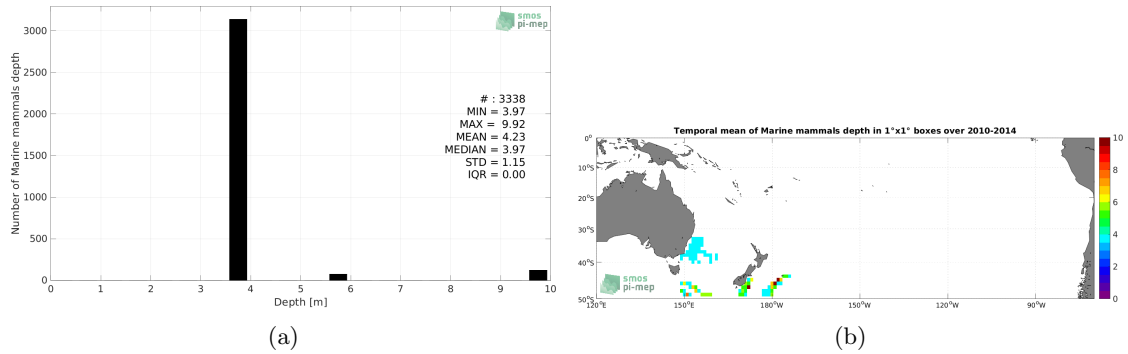 3300
3000
2500
2000
1500
1000
500
0
Number of Marine mammals depth
smos
pi-mep
# : 3338
MIN = 3.97
MAX = 9.92
MEAN = 4.23
MEDIAN = 3.97
STD = 1.15
IQR = 0.00
0 1 2 3 4 5 6 7 8 9 10
Depth [m]
(a)
Temporal mean of Marine mammals depth in 1°x1° boxes over 2010-2014
0°
10°S
20°S
30°S
40°S
50°S
smos
pi-mep
120°E 150°E 180°W 150°W 120°W 90°W
10
8
6
4
2
0
(b)